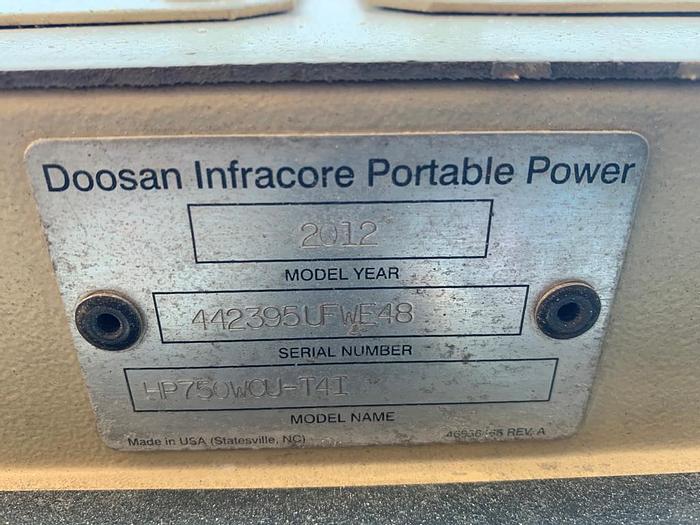 Doosan Infracore Portable Power
2012
MODEL YEAR
442395UFWE48
SERIAL NUMBER
HP750WCU-T4I
MODEL NAME
Made in USA (Statesville, NC)
REV. A